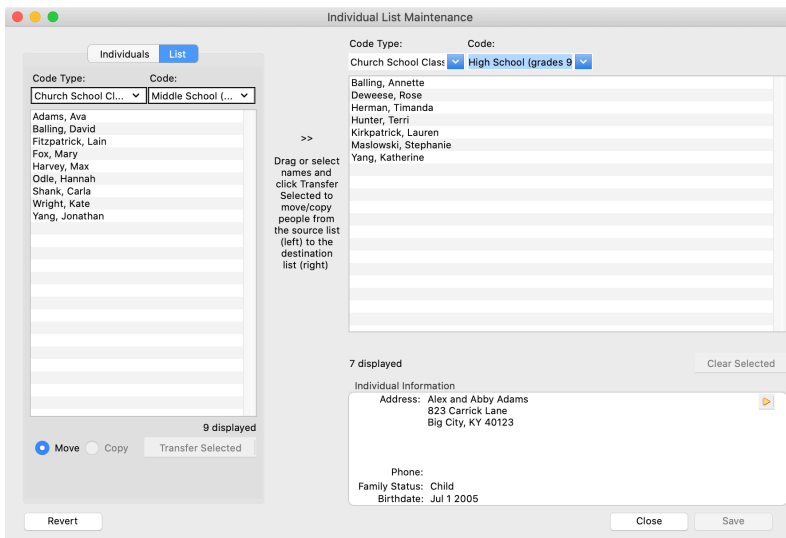 Individual List Maintenance
Individuals
List
Code Type:
Code:
Church School Cl...
Middle School (...
Adams, Ava
Balling, David
Fitzpatrick, Lain
Fox, Mary
Harvey, Max
Odle, Hannah
Shank, Carla
Wright, Kate
Yang, Jonathan
9 displayed
Move
Copy
Transfer Selected
>>
Drag or select
names and
click Transfer
Selected to
move/copy
people from
the source list
(left) to the
destination
list (right)
Code Type:
Code:
Church School Class
High School (grades 9
Balling, Annette
Deweese, Rose
Herman, Timanda
Hunter, Terri
Kirkpatrick, Lauren
Maslowski, Stephanie
Yang, Katherine
7 displayed
Clear Selected
Individual Information
Address: Alex and Abby Adams
823 Carrick Lane
Big City, KY 40123
Phone:
Family Status: Child
Birthdate: Jul 1 2005
Revert
Close
Save